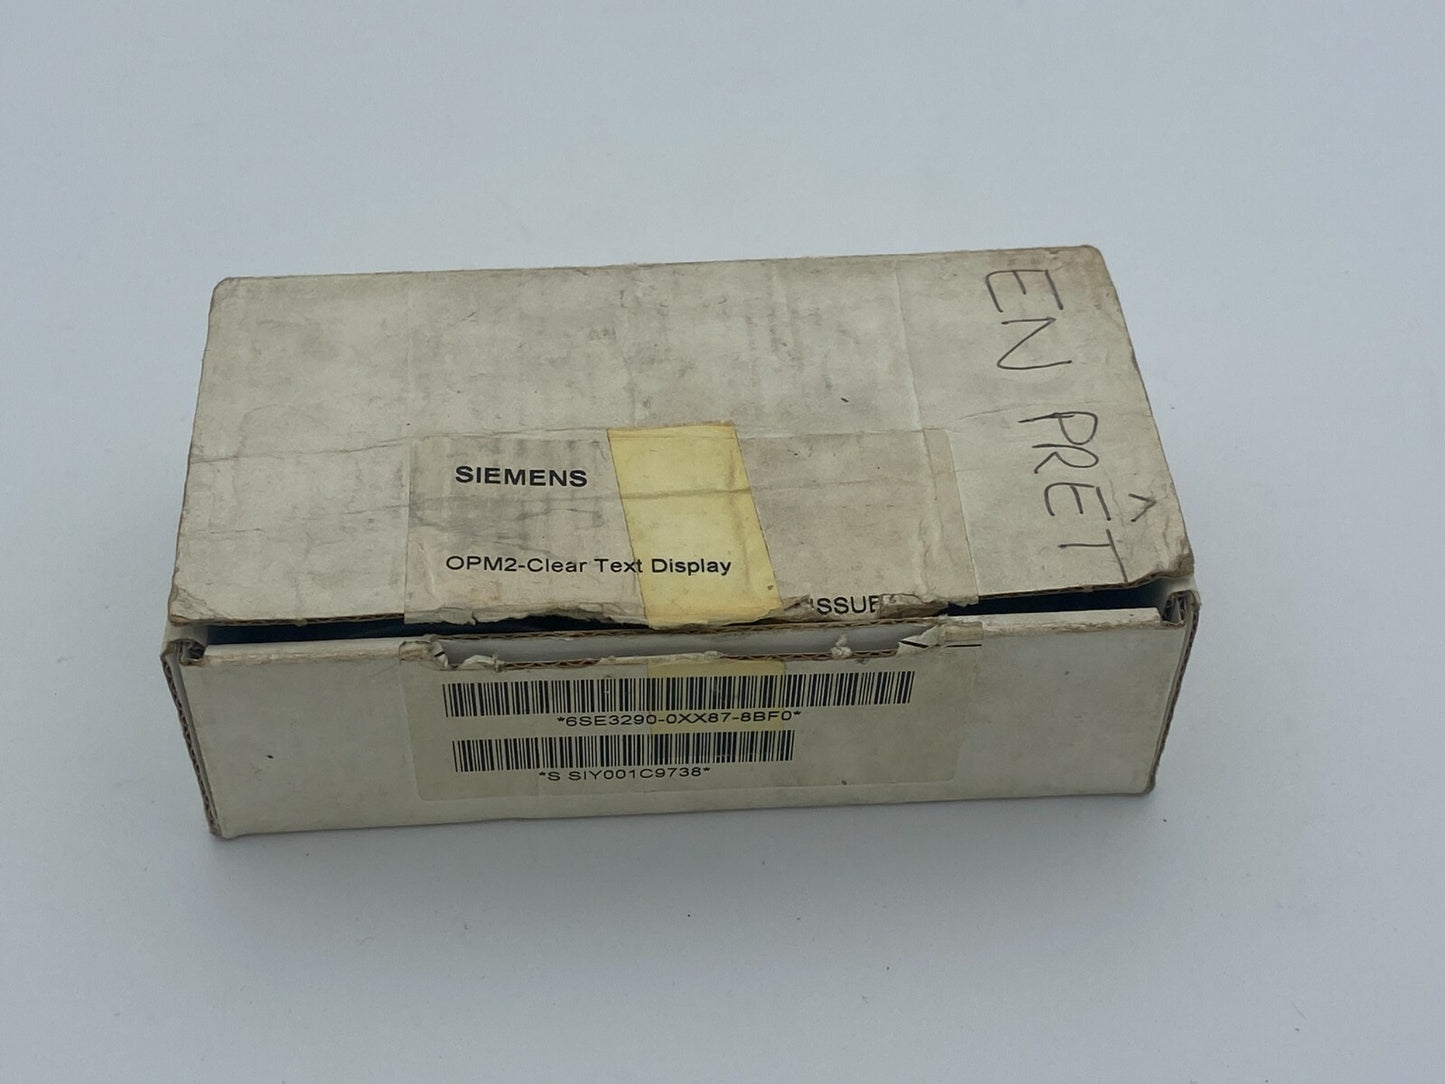 SIEMENS
OPM2-Clear Text Display
ISSUE
*6SE3290-0XX87-8BF0*
*S SIY001C9738*
EN PRÊT